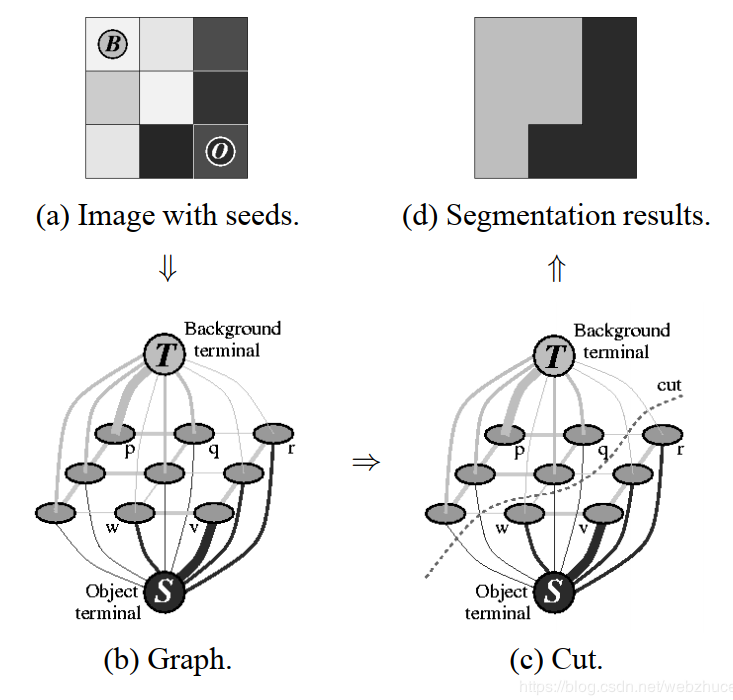 B
O
(a) Image with seeds.
(d) Segmentation results.
⇓
⇑
Background
terminal
T
p
q
r
w
v
Object
terminal
S
⇒
Background
terminal
T
cut
p
q
r
w
v
Object
terminal
S
(b) Graph.
(c) Cut.
https://blog.csdn.net/webzhuce